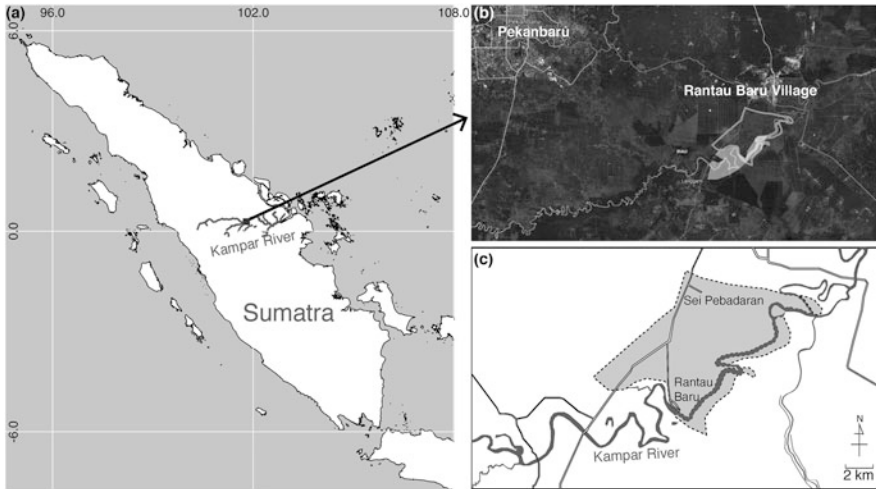 (a)
96.0
102.0
108.0
6.0
0.0
-6.0
Kampar River
Sumatra
(b)
Pekanbaru
Rantau Baru Village
(c)
Sei Pebadaran
Rantau
Baru
Kampar River
N
2 km